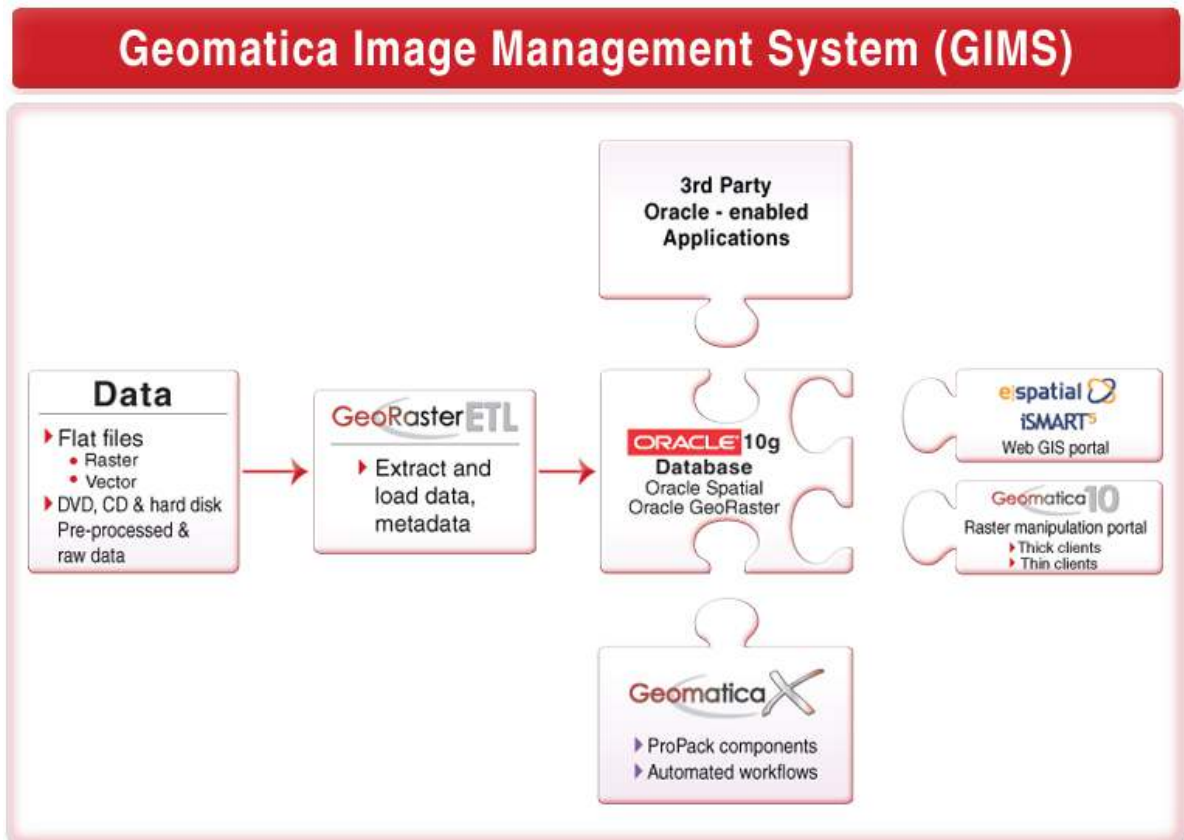 Geomatica Image Management System (GIMS)
3rd Party
Oracle - enabled
Applications
Data
Flat files
Raster
Vector
DVD, CD & hard disk
Pre-processed &
raw data
GeoRasterETL
Extract and
load data,
metadata
ORACLE 10g
Database
Oracle Spatial
Oracle GeoRaster
e|spatial
iSMART5
Web GIS portal
Geomatica10
Raster manipulation portal
Thick clients
Thin clients
Geomatica X
ProPack components
Automated workflows